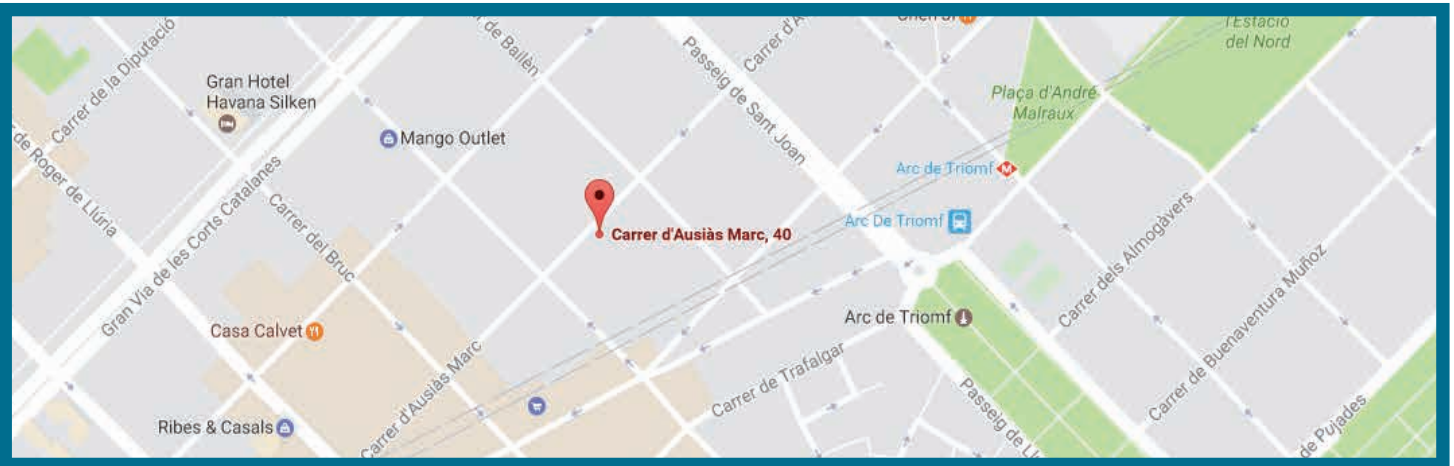 l'Estació
del Nord
Carrer de la Diputació
de Bailèn
Passeig de Sant Joan
Carrer d'A
Gran Hotel
Havana Silken
Plaça d'André
Malraux
Mango Outlet
de Roger de Llúria
Arc de Triomf
M
Gran Via de les Corts Catalanes
Carrer del Bruc
Carrer d'Ausiàs Marc, 40
Arc De Triomf
Carrer dels Almogàvers
Casa Calvet
Arc de Triomf
Carrer de Buenaventura Muñoz
Carrer d'Ausiàs Marc
Carrer de Trafalgar
Passeig de Ll
Ribes & Casals
de Pujades